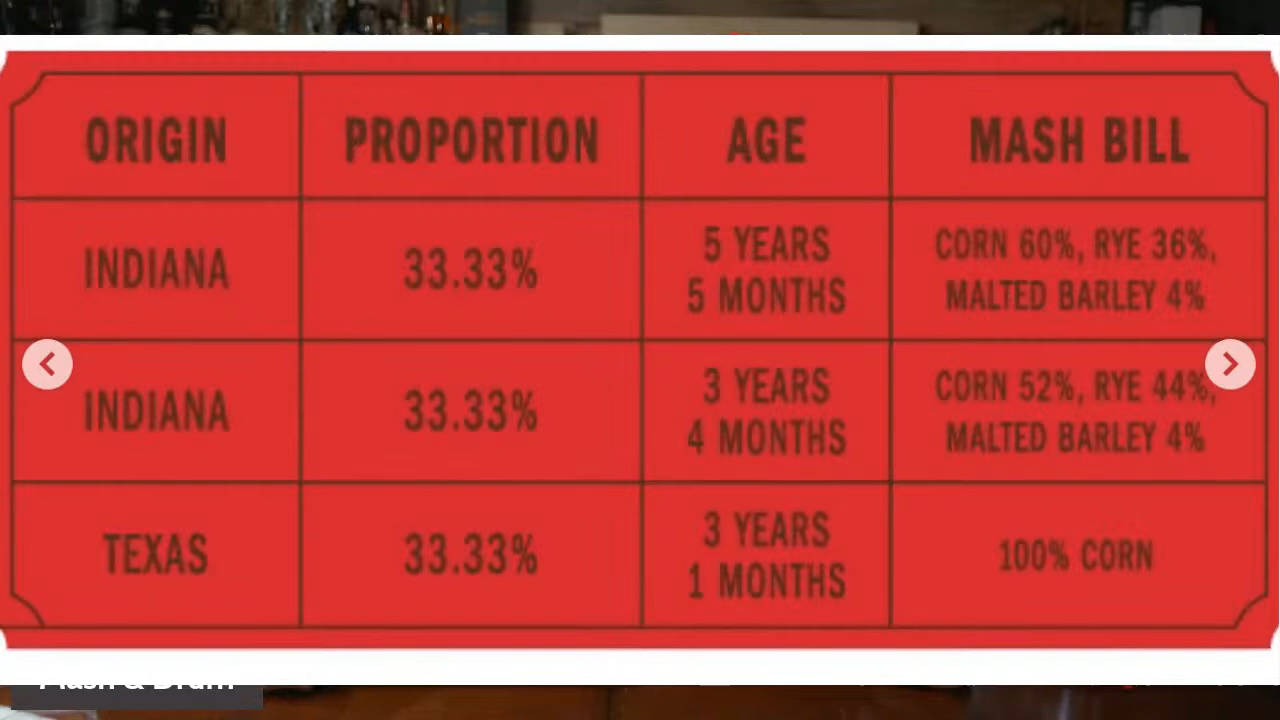 ORIGIN PROPORTION AGE MASH BILL
INDIANA 33.33% 5 YEARS 5 MONTHS CORN 60%, RYE 36%, MALTED BARLEY 4%
INDIANA 33.33% 3 YEARS 4 MONTHS CORN 52%, RYE 44%, MALTED BARLEY 4%
TEXAS 33.33% 3 YEARS 1 MONTHS 100% CORN
Mash & Drum